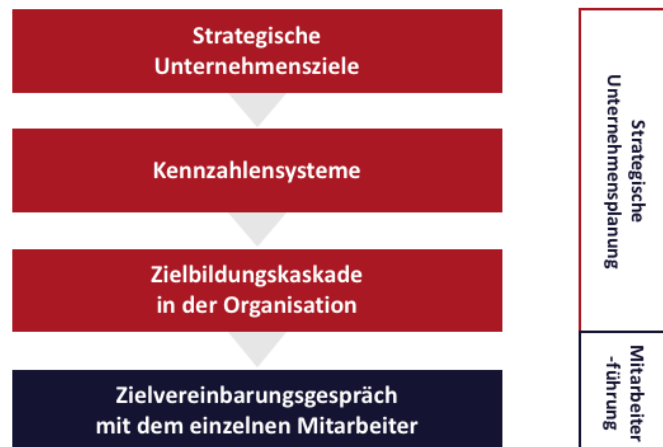 Strategische
Unternehmensziele
Kennzahlensysteme
Zielbildungskaskade
in der Organisation
Zielvereinbarungsgespräch
mit dem einzelnen Mitarbeiter
Strategische
Unternehmensplanung
Mitarbeiter
-führung